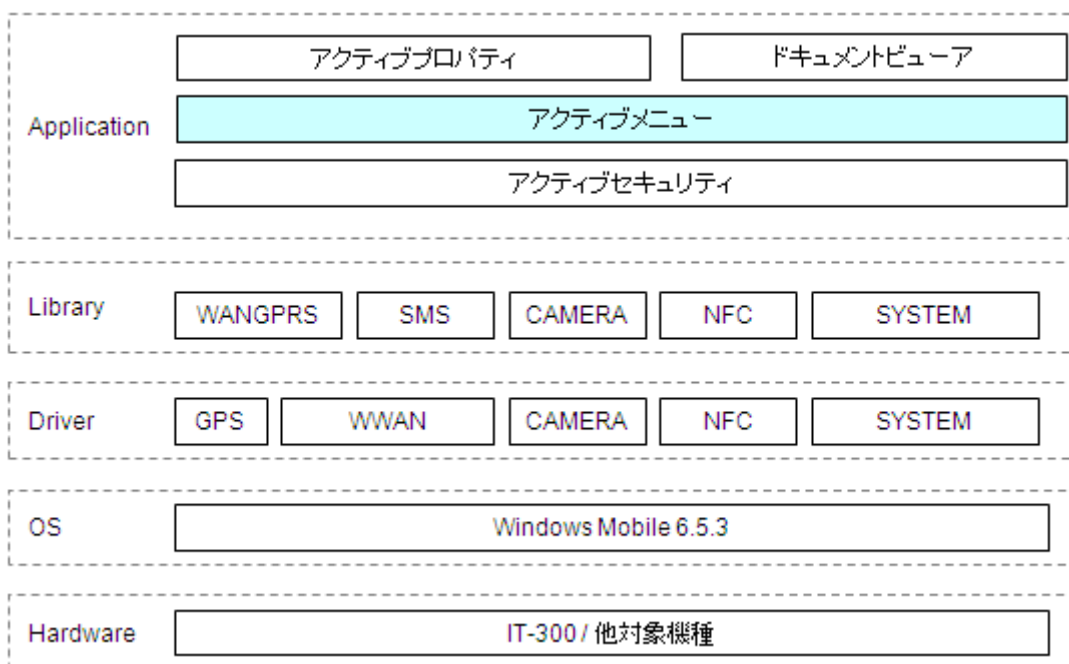 アクティブプロパティ ドキュメントビューア
Application アクティブメニュー
アクティブセキュリティ
Library WANGPRS SMS CAMERA NFC SYSTEM
Driver GPS WWAN CAMERA NFC SYSTEM
OS Windows Mobile 6.5.3
Hardware IT-300 / 他対象機種